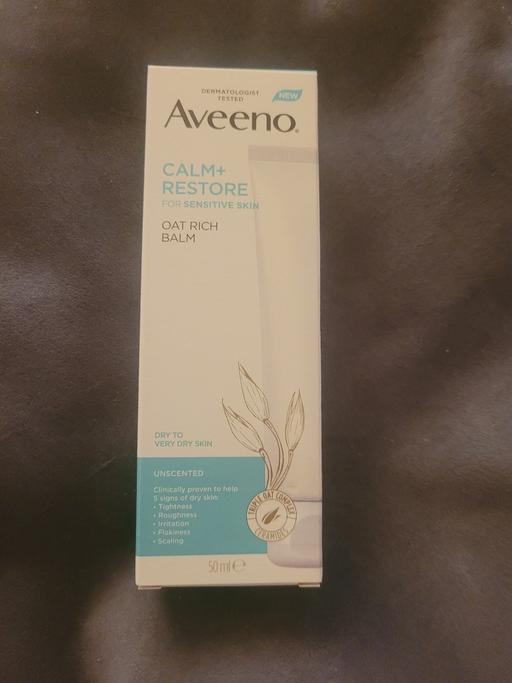 DERMATOLOGIST
TESTED
NEW
Aveeno®
CALM+
RESTORE
FOR SENSITIVE SKIN
OAT RICH
BALM
DRY TO
VERY DRY SKIN
UNSCENTED
Clinically proven to help
5 signs of dry skin:
• Tightness
• Roughness
• Irritation
• Flakiness
• Scaling
TRIPLE OAT COMPLEX
CERAMIDES
50 ml ℮